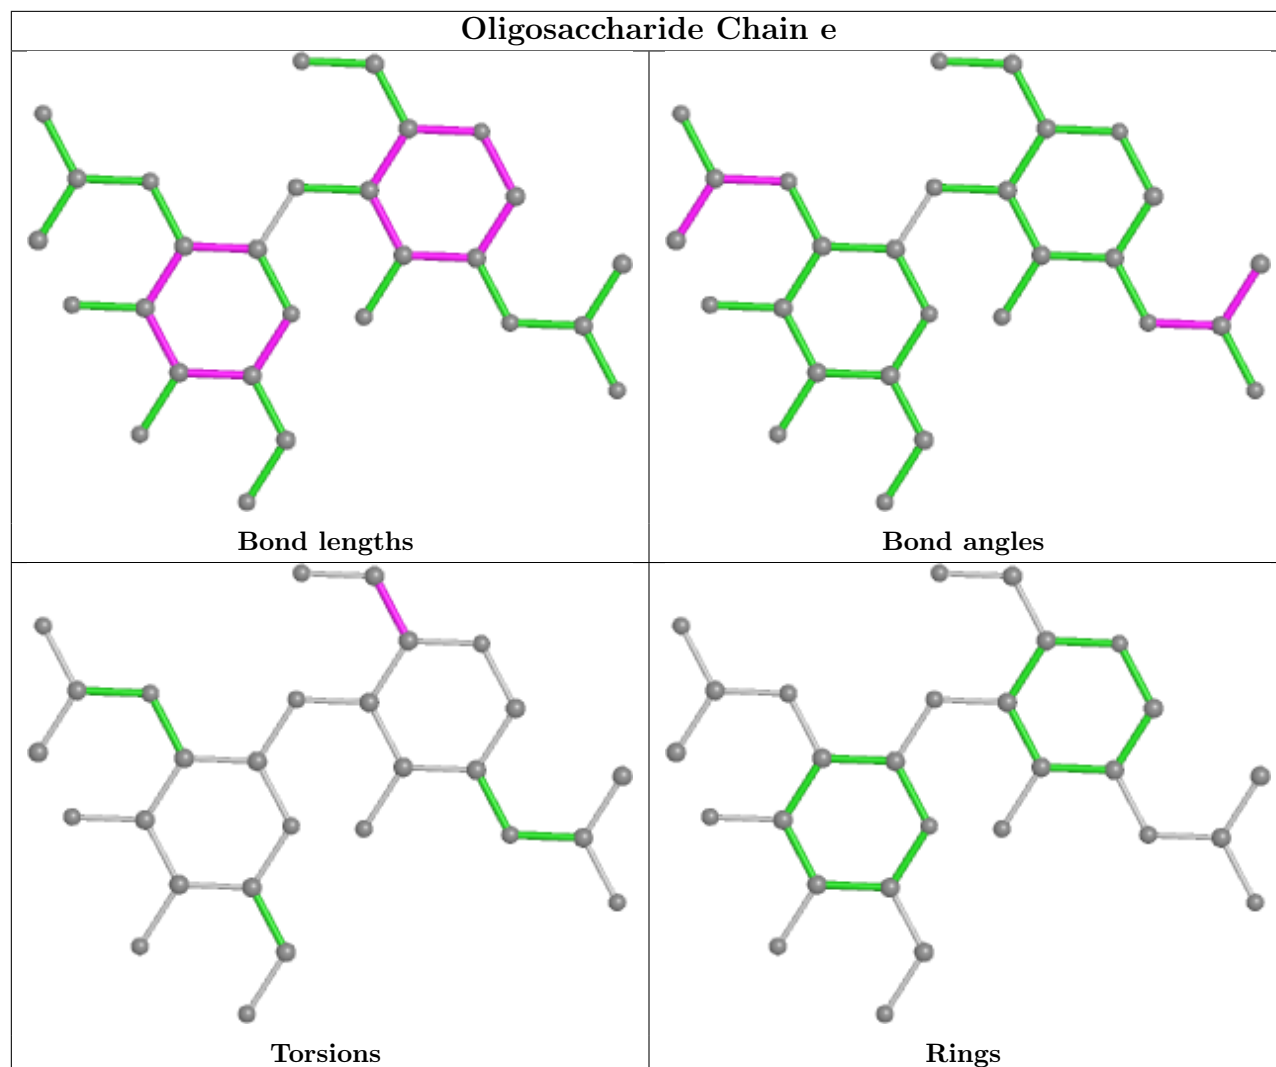 Oligosaccharide Chain e
Bond lengths
Bond angles
Torsions
Rings